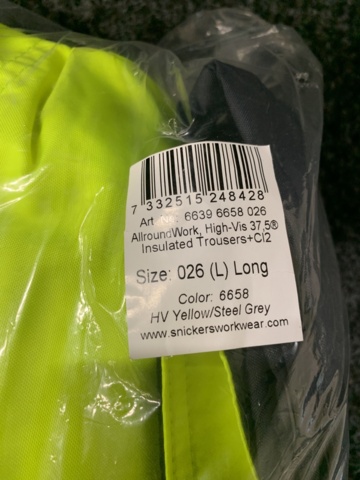 7 332515 248428
Art. Nr.: 6639 6658 026
AllroundWork, High-Vis 37,5®
Insulated Trousers+Cl2
Size: 026 (L) Long
Color: 6658
HV Yellow/Steel Grey
www.snickersworkwear.com